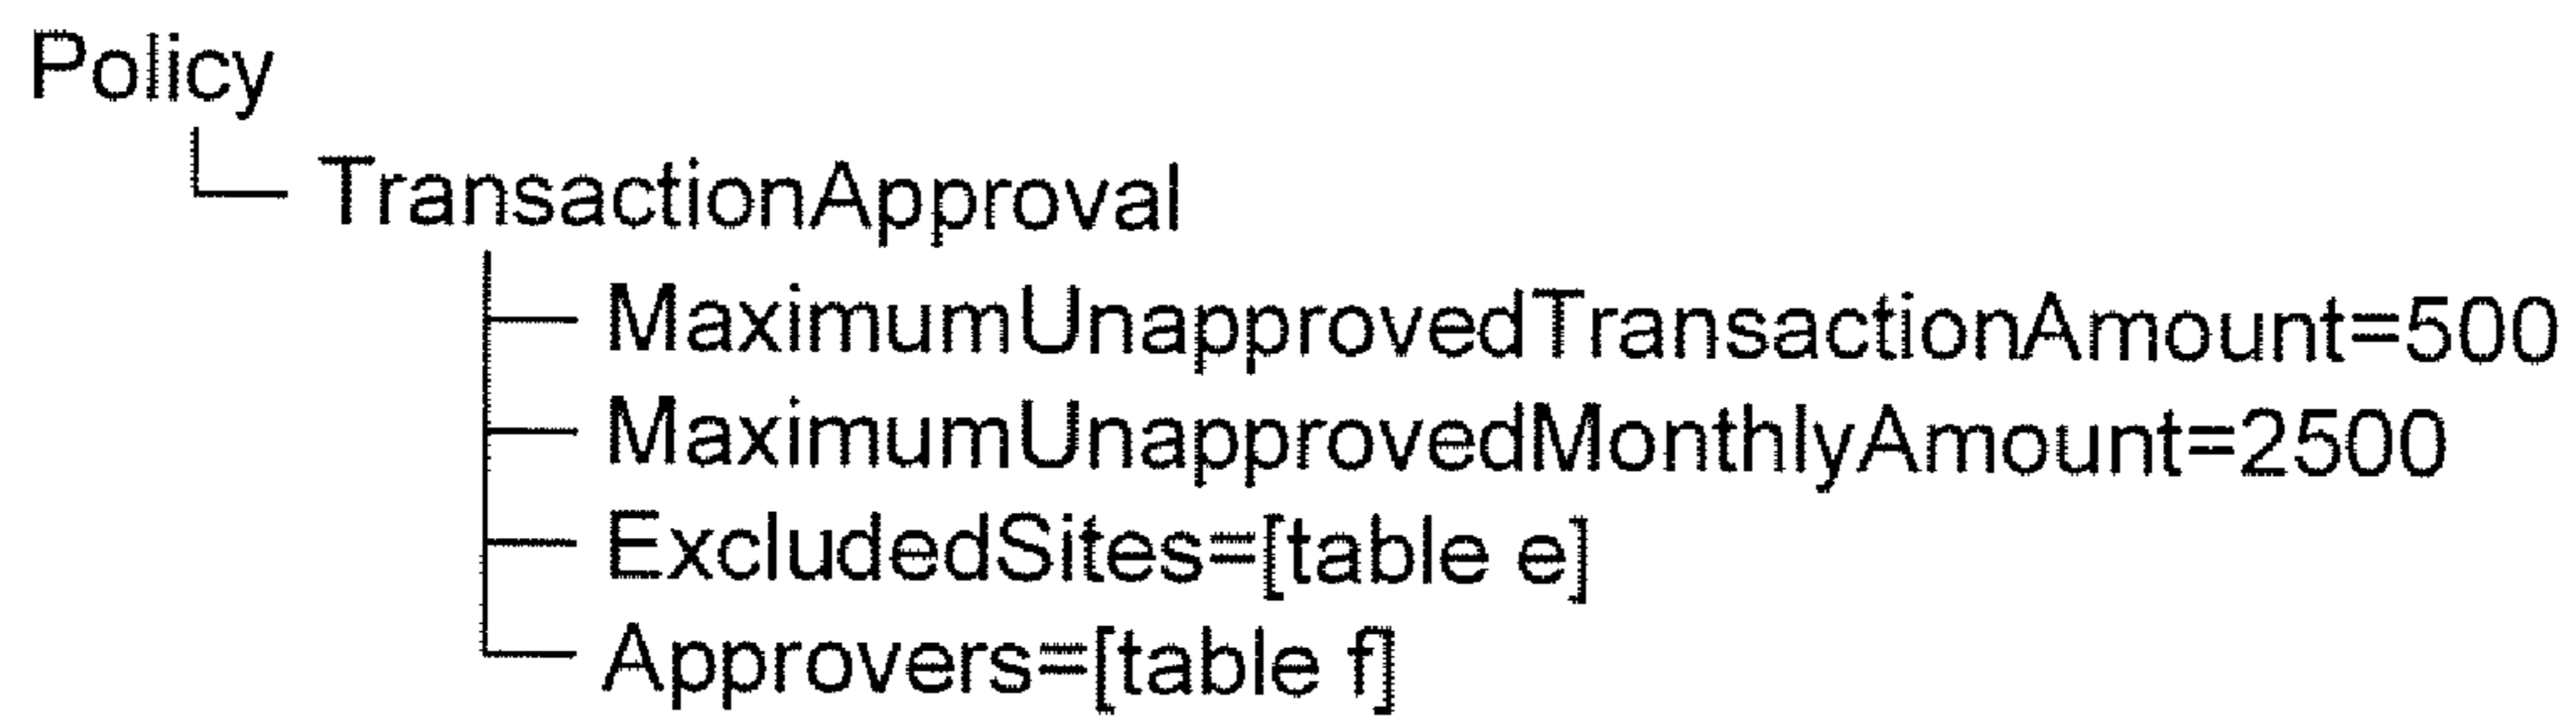 Policy
TransactionApproval
MaximumUnapprovedTransactionAmount=500
MaximumUnapprovedMonthlyAmount=2500
ExcludedSites=[table e]
Approvers=[table f]